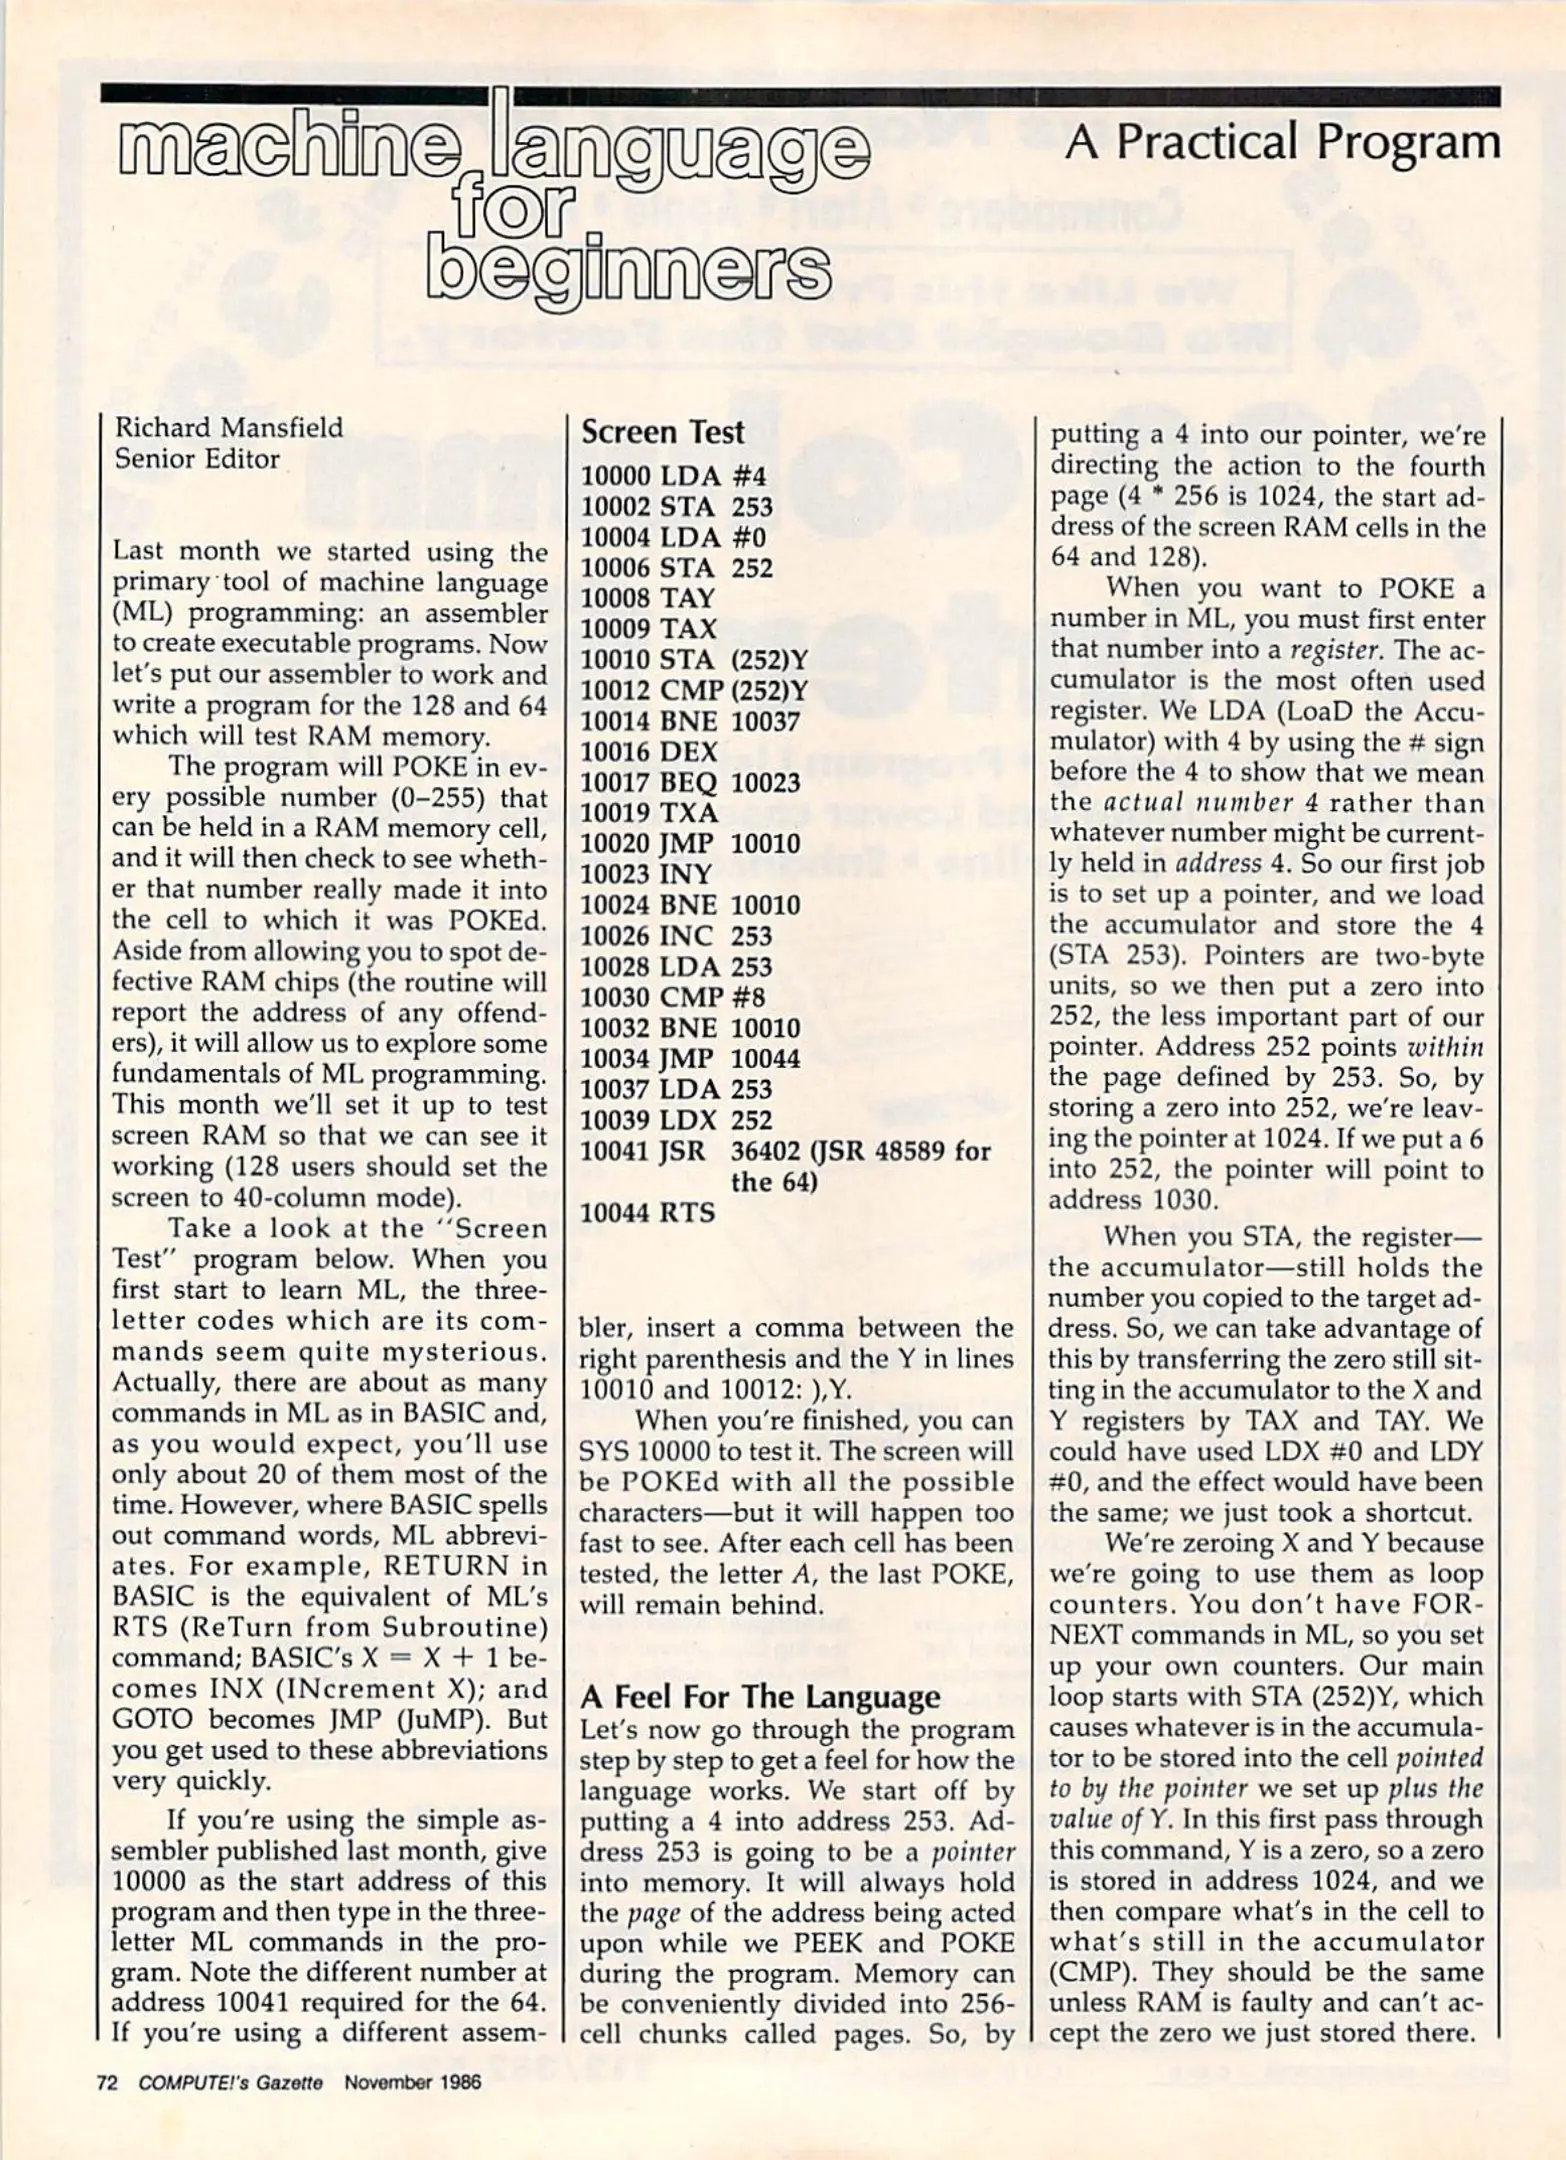 machine language
for
beginners
A Practical Program
Richard Mansfield
Senior Editor
Last month we started using the
primary tool of machine language
(ML) programming: an assembler
to create executable programs. Now
let's put our assembler to work and
write a program for the 128 and 64
which will test RAM memory.
The program will POKE in ev-
ery possible number (0–255) that
can be held in a RAM memory cell,
and it will then check to see wheth-
er that number really made it into
the cell to which it was POKEd.
Aside from allowing you to spot de-
fective RAM chips (the routine will
report the address of any offend-
ers), it will allow us to explore some
fundamentals of ML programming.
This month we'll set it up to test
screen RAM so that we can see it
working (128 users should set the
screen to 40-column mode).
Take a look at the "Screen
Test" program below. When you
first start to learn ML, the three-
letter codes which are its com-
mands seem quite mysterious.
Actually, there are about as many
commands in ML as in BASIC and,
as you would expect, you'll use
only about 20 of them most of the
time. However, where BASIC spells
out command words, ML abbrevi-
ates. For example, RETURN in
BASIC is the equivalent of ML's
RTS (ReTurn from Subroutine)
command; BASIC's X = X + 1 be-
comes INX (INcrement X); and
GOTO becomes JMP (JuMP). But
you get used to these abbreviations
very quickly.
If you're using the simple as-
sembler published last month, give
10000 as the start address of this
program and then type in the three-
letter ML commands in the pro-
gram. Note the different number at
address 10041 required for the 64.
If you're using a different assem-
Screen Test
10000 LDA #4
10002 STA 253
10004 LDA #0
10006 STA 252
10008 TAY
10009 TAX
10010 STA (252)Y
10012 CMP (252)Y
10014 BNE 10037
10016 DEX
10017 BEQ 10023
10019 TXA
10020 JMP 10010
10023 INY
10024 BNE 10010
10026 INC 253
10028 LDA 253
10030 CMP #8
10032 BNE 10010
10034 JMP 10044
10037 LDA 253
10039 LDX 252
10041 JSR 36402 (JSR 48589 for
the 64)
10044 RTS
bler, insert a comma between the
right parenthesis and the Y in lines
10010 and 10012: ),Y.
When you're finished, you can
SYS 10000 to test it. The screen will
be POKEd with all the possible
characters—but it will happen too
fast to see. After each cell has been
tested, the letter A, the last POKE,
will remain behind.
A Feel For The Language
Let's now go through the program
step by step to get a feel for how the
language works. We start off by
putting a 4 into address 253. Ad-
dress 253 is going to be a pointer
into memory. It will always hold
the page of the address being acted
upon while we PEEK and POKE
during the program. Memory can
be conveniently divided into 256-
cell chunks called pages. So, by
putting a 4 into our pointer, we're
directing the action to the fourth
page (4 * 256 is 1024, the start ad-
dress of the screen RAM cells in the
64 and 128).
When you want to POKE a
number in ML, you must first enter
that number into a register. The ac-
cumulator is the most often used
register. We LDA (LoaD the Accu-
mulator) with 4 by using the # sign
before the 4 to show that we mean
the actual number 4 rather than
whatever number might be current-
ly held in address 4. So our first job
is to set up a pointer, and we load
the accumulator and store the 4
(STA 253). Pointers are two-byte
units, so we then put a zero into
252, the less important part of our
pointer. Address 252 points within
the page defined by 253. So, by
storing a zero into 252, we're leav-
ing the pointer at 1024. If we put a 6
into 252, the pointer will point to
address 1030.
When you STA, the register—
the accumulator—still holds the
number you copied to the target ad-
dress. So, we can take advantage of
this by transferring the zero still sit-
ting in the accumulator to the X and
Y registers by TAX and TAY. We
could have used LDX #0 and LDY
#0, and the effect would have been
the same; we just took a shortcut.
We're zeroing X and Y because
we're going to use them as loop
counters. You don't have FOR-
NEXT commands in ML, so you set
up your own counters. Our main
loop starts with STA (252)Y, which
causes whatever is in the accumula-
tor to be stored into the cell pointed
to by the pointer we set up plus the
value of Y. In this first pass through
this command, Y is a zero, so a zero
is stored in address 1024, and we
then compare what's in the cell to
what's still in the accumulator
(CMP). They should be the same
unless RAM is faulty and can't ac-
cept the zero we just stored there.
72 COMPUTE!'s Gazette November 1986